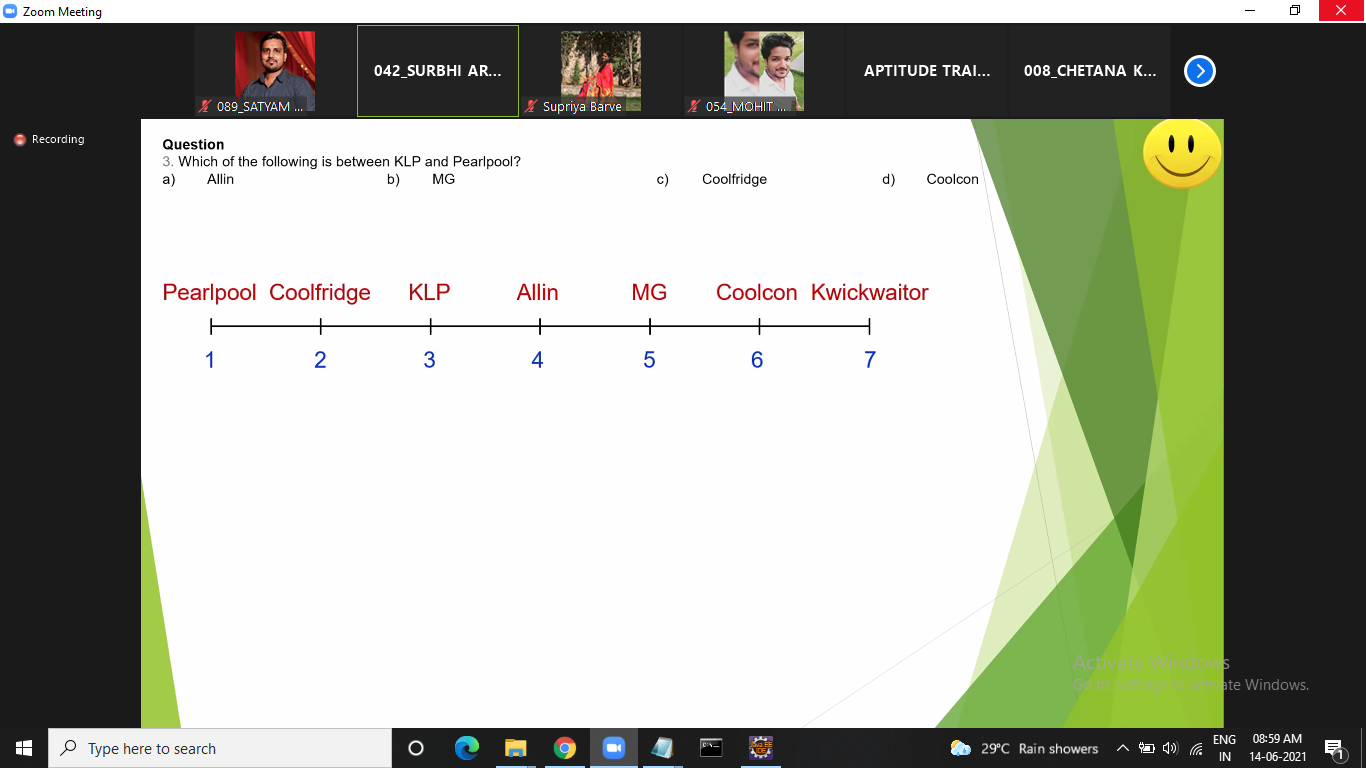 Zoom Meeting
089_SATYAM ...
042_SURBHI AR...
Supriya Barve
054_MOHIT ...
APTITUDE TRAI...
008_CHETANA K...
Recording
Question
3. Which of the following is between KLP and Pearlpool?
a) Allin b) MG c) Coolfridge d) Coolcon
Pearlpool Coolfridge KLP Allin MG Coolcon Kwickwaitor
1 2 3 4 5 6 7
Activate Windows
Go to Settings to activate Windows.
Type here to search
29°C Rain showers
ENG
IN
08:59 AM
14-06-2021
1